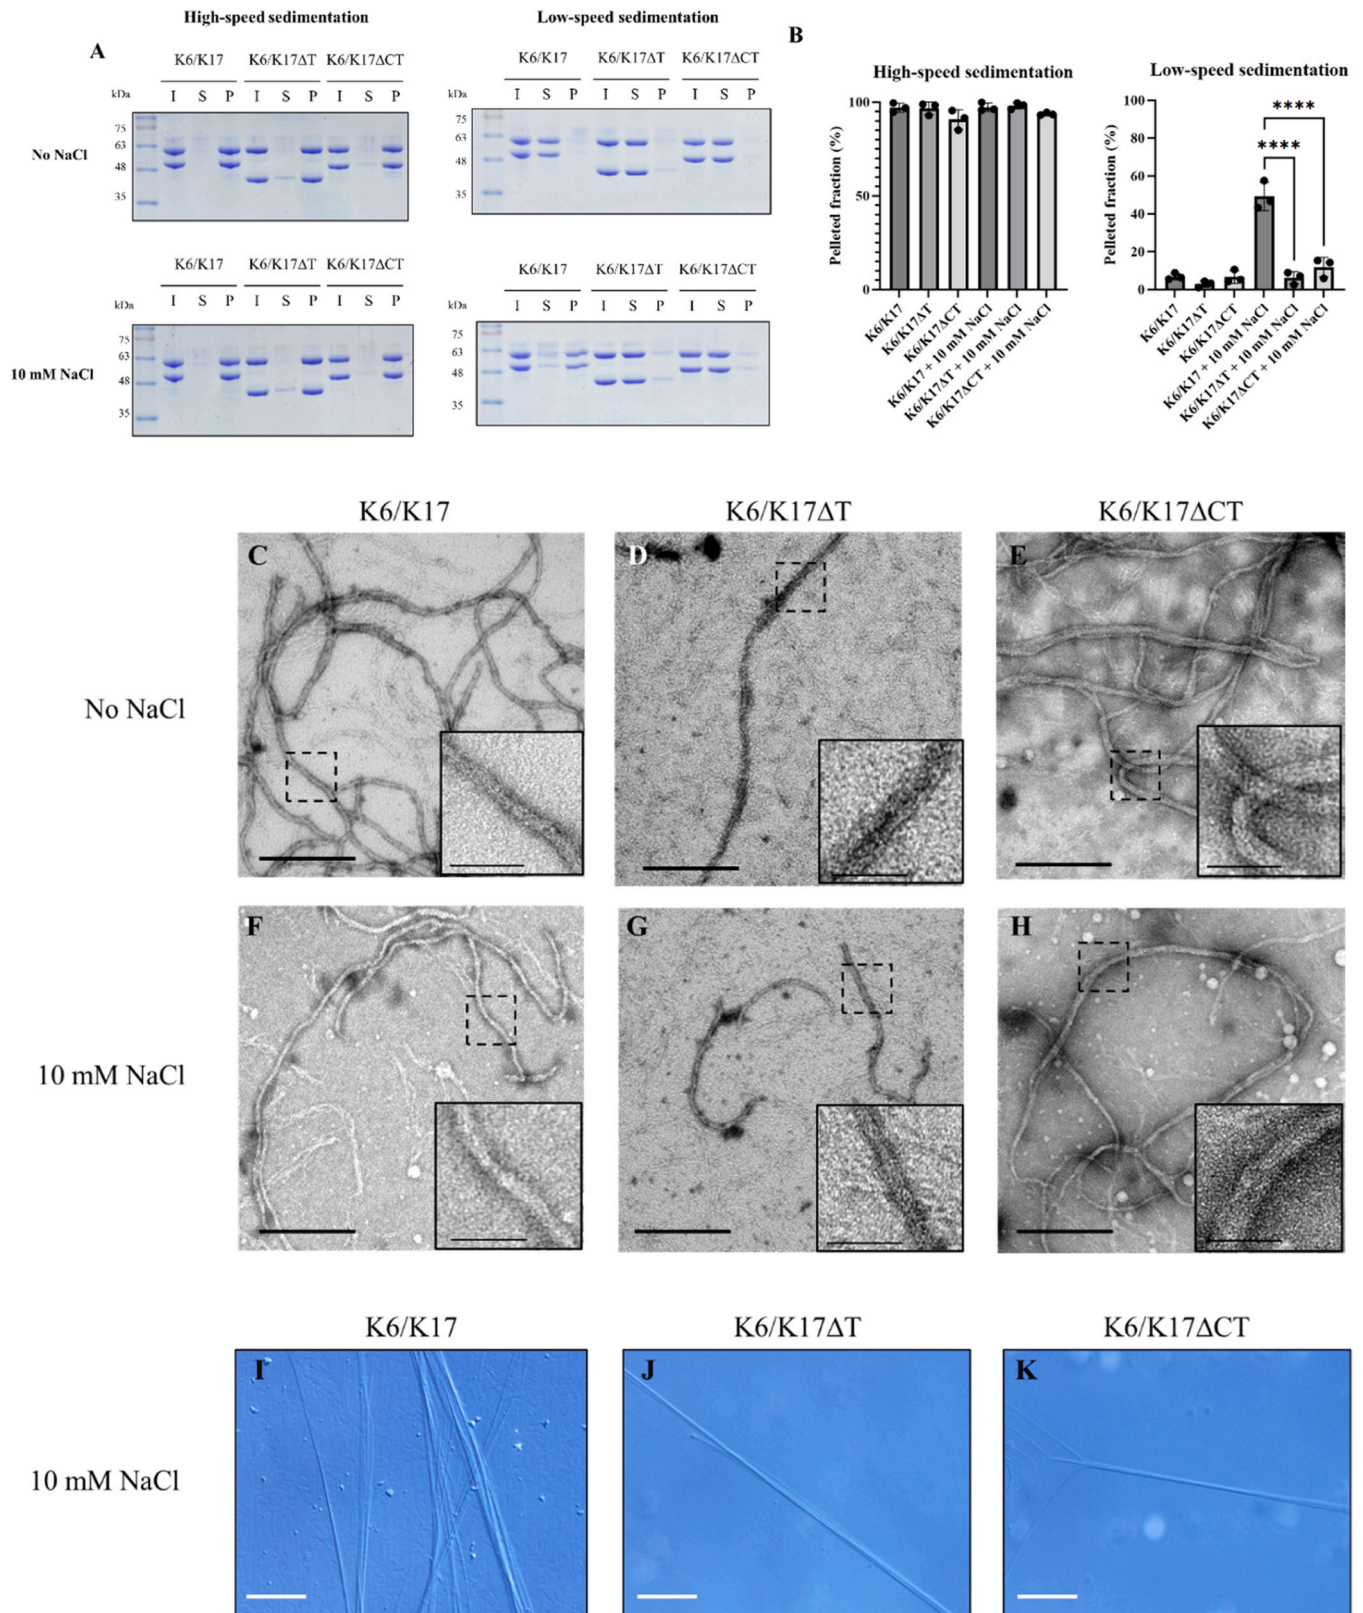 High-speed sedimentation
Low-speed sedimentation
A
K6/K17 K6/K17ΔT K6/K17ΔCT
kDa I S P I S P I S P
75
63
48
35
No NaCl
K6/K17 K6/K17ΔT K6/K17ΔCT
kDa I S P I S P I S P
75
63
48
35
K6/K17 K6/K17ΔT K6/K17ΔCT
kDa I S P I S P I S P
75
63
48
35
10 mM NaCl
K6/K17 K6/K17ΔT K6/K17ΔCT
kDa I S P I S P I S P
75
63
48
35
B
High-speed sedimentation
Pelleted fraction (%)
100
50
0
K6/K17
K6/K17ΔT
K6/K17ΔCT
K6/K17 + 10 mM NaCl
K6/K17ΔT + 10 mM NaCl
K6/K17ΔCT + 10 mM NaCl
Low-speed sedimentation
Pelleted fraction (%)
100
80
60
40
20
0
****
****
K6/K17
K6/K17ΔT
K6/K17ΔCT
K6/K17 + 10 mM NaCl
K6/K17ΔT + 10 mM NaCl
K6/K17ΔCT + 10 mM NaCl
K6/K17 K6/K17ΔT K6/K17ΔCT
No NaCl
C D E
10 mM NaCl
F G H
K6/K17 K6/K17ΔT K6/K17ΔCT
10 mM NaCl
I J K